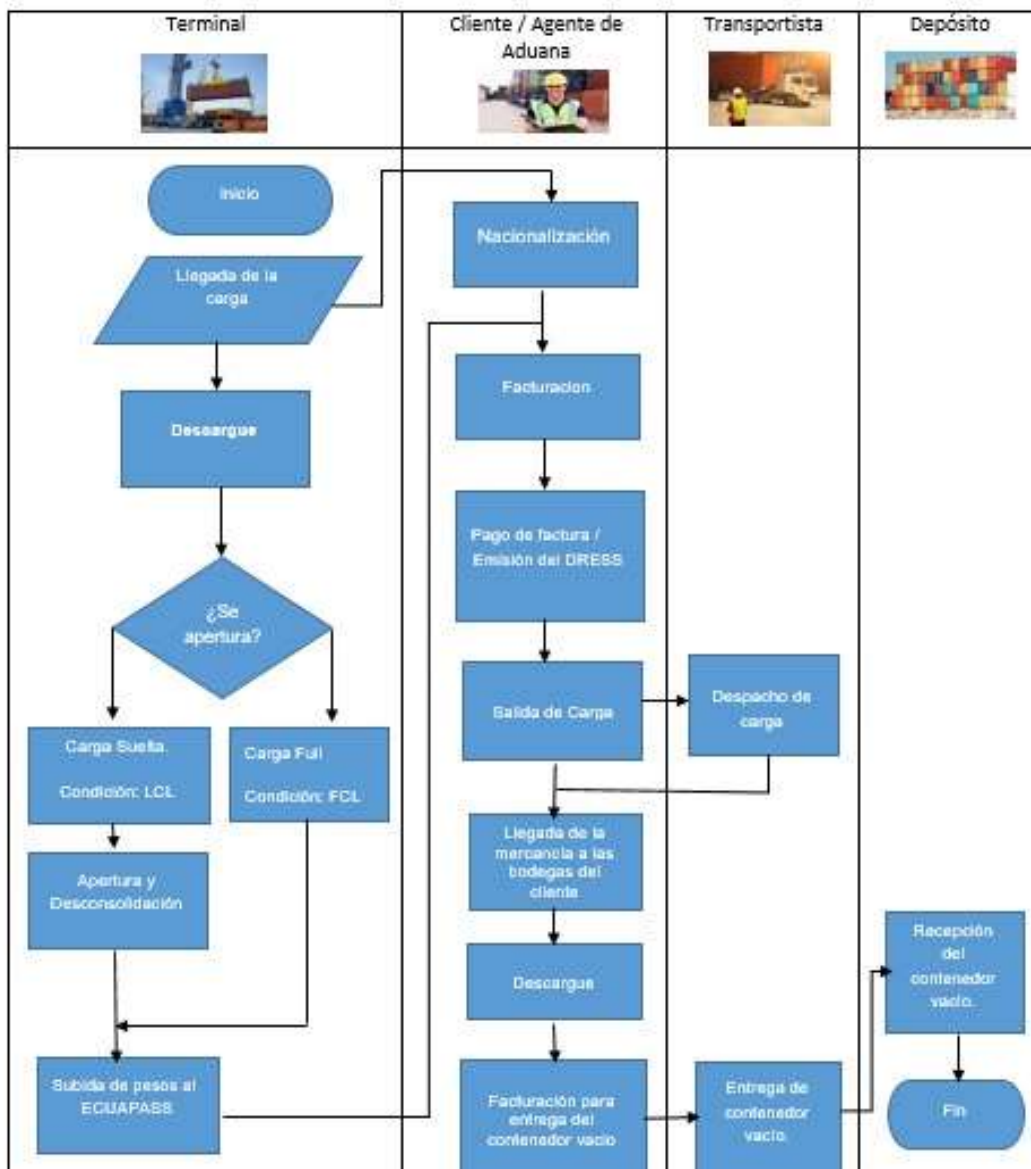 Terminal
Cliente / Agente de
Aduana
Transportista
Depósito
Inicio
Llegada de la
carga
Descargue
¿Se
apertura?
Carga Suelta.
Condición: LCL
Carga Full
Condición: FCL
Apertura y
Desconsolidación
Subida de pesos al
ECUAPASS
Nacionalización
Facturacion
Pago de factura /
Emisión del DRESS
Salida de Carga
Despacho de
carga
Llegada de la
mercancia a las
bodegas del
cliente
Descargue
Facturación para
entrega del
contenedor vacío
Entrega de
contenedor
vacío.
Recepción
del
contenedor
vacío.
Fin